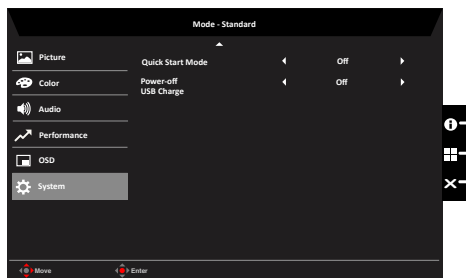 Mode - Standard
Picture
Color
Audio
Performance
OSD
System
Quick Start Mode
Off
Power-off
USB Charge
Off
Move
Enter